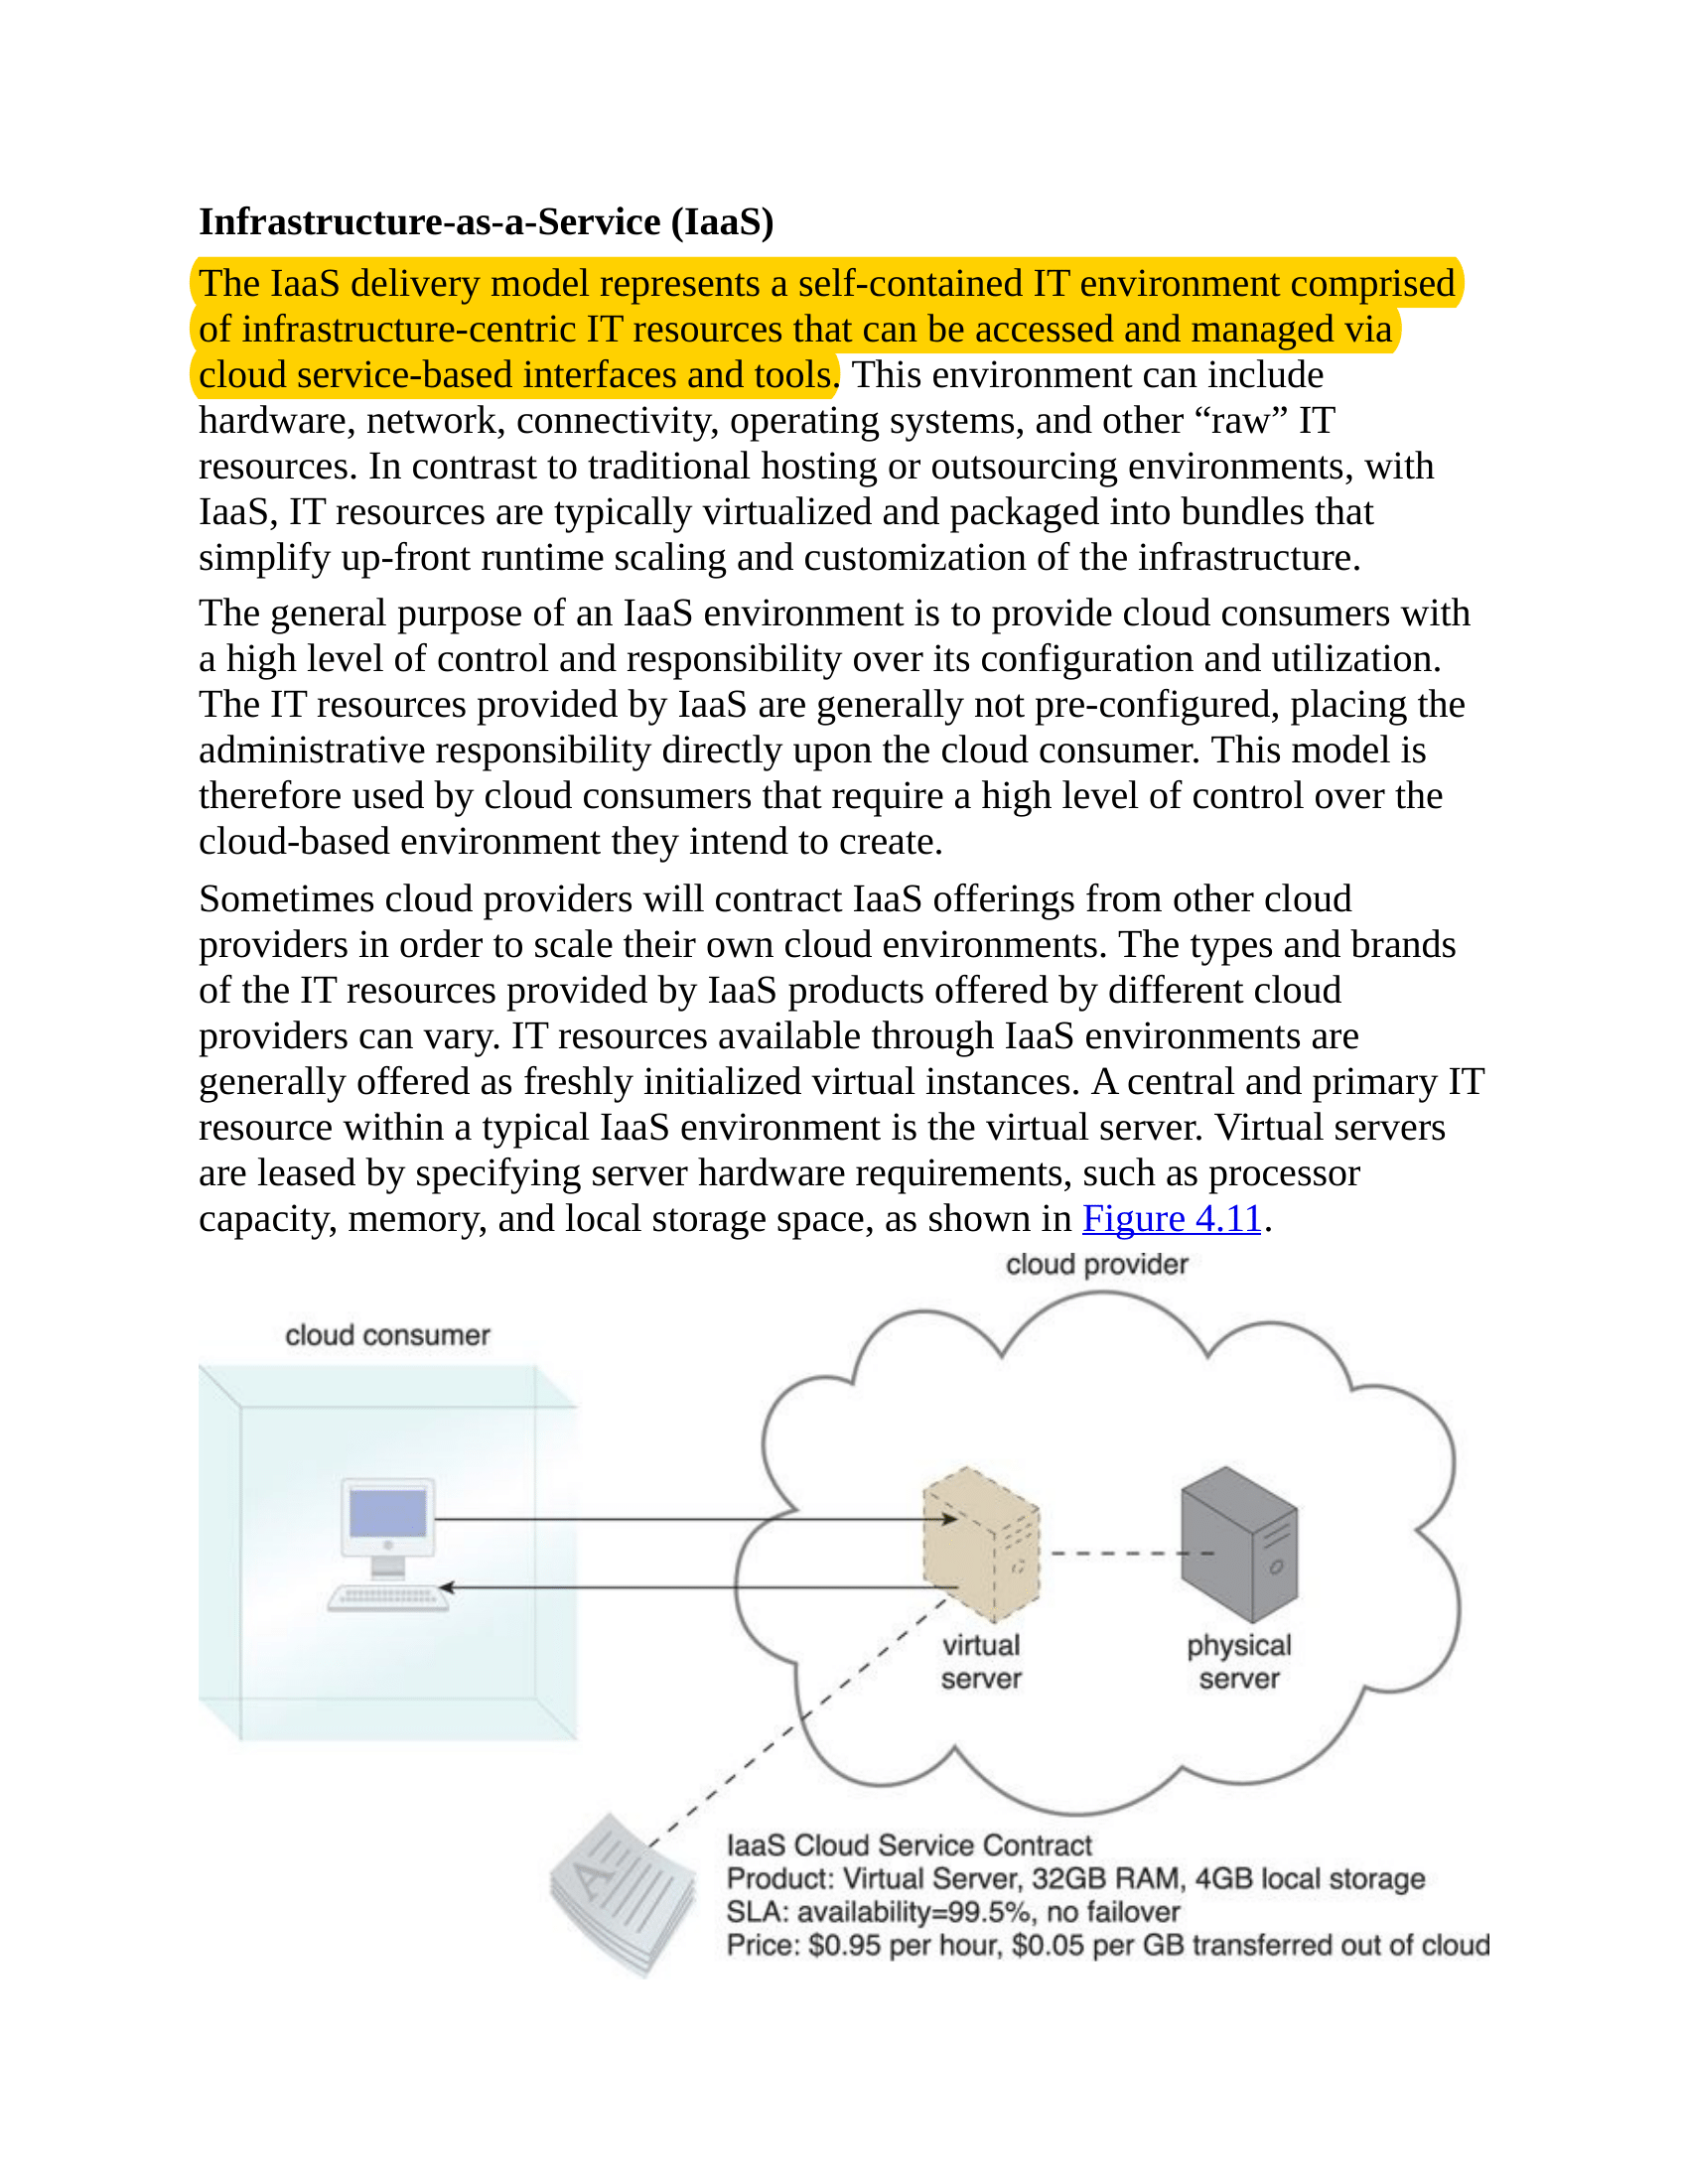 Infrastructure-as-a-Service (IaaS)
The IaaS delivery model represents a self-contained IT environment comprised
of infrastructure-centric IT resources that can be accessed and managed via
cloud service-based interfaces and tools. This environment can include
hardware, network, connectivity, operating systems, and other “raw” IT
resources. In contrast to traditional hosting or outsourcing environments, with
IaaS, IT resources are typically virtualized and packaged into bundles that
simplify up-front runtime scaling and customization of the infrastructure.
The general purpose of an IaaS environment is to provide cloud consumers with
a high level of control and responsibility over its configuration and utilization.
The IT resources provided by IaaS are generally not pre-configured, placing the
administrative responsibility directly upon the cloud consumer. This model is
therefore used by cloud consumers that require a high level of control over the
cloud-based environment they intend to create.
Sometimes cloud providers will contract IaaS offerings from other cloud
providers in order to scale their own cloud environments. The types and brands
of the IT resources provided by IaaS products offered by different cloud
providers can vary. IT resources available through IaaS environments are
generally offered as freshly initialized virtual instances. A central and primary IT
resource within a typical IaaS environment is the virtual server. Virtual servers
are leased by specifying server hardware requirements, such as processor
capacity, memory, and local storage space, as shown in Figure 4.11.
cloud provider
cloud consumer
virtual
server
physical
server
A
IaaS Cloud Service Contract
Product: Virtual Server, 32GB RAM, 4GB local storage
SLA: availability=99.5%, no failover
Price: $0.95 per hour, $0.05 per GB transferred out of cloud